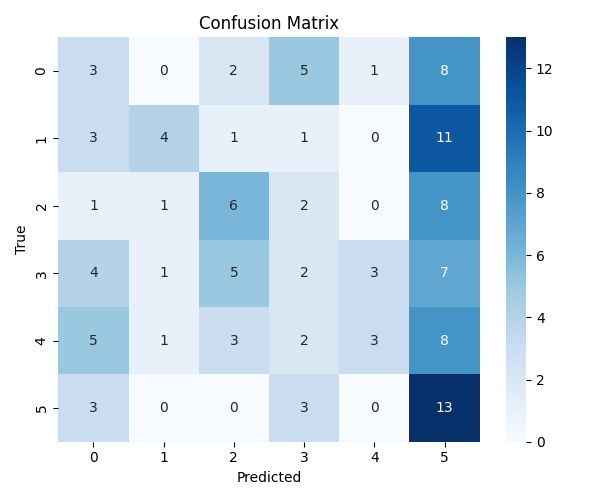 Confusion Matrix
0 3 0 2 5 1 8
1 3 4 1 1 0 11
2 1 1 6 2 0 8
3 4 1 5 2 3 7
4 5 1 3 2 3 8
5 3 0 0 3 0 13
0 1 2 3 4 5
True
Predicted
12
10
8
6
4
2
0